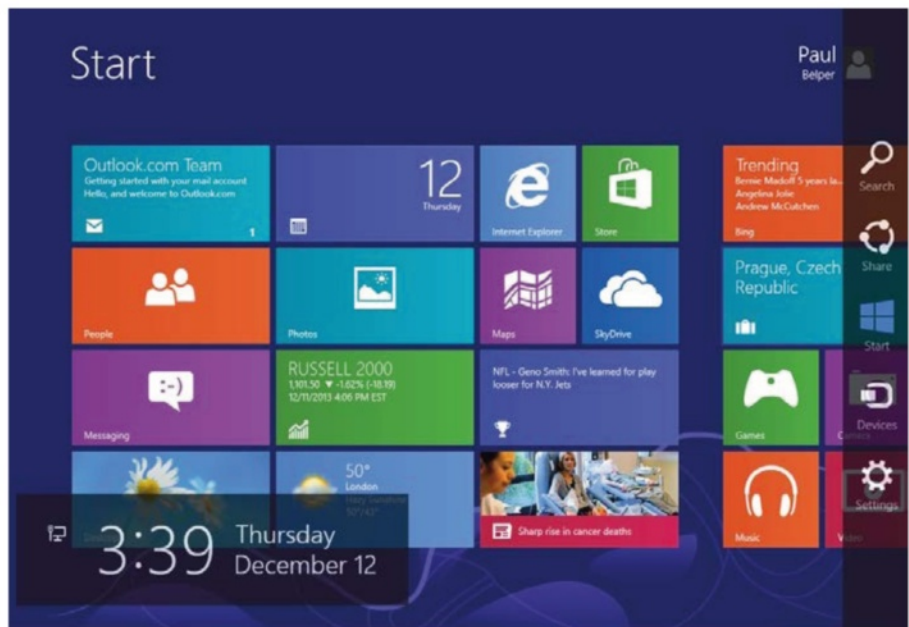 Start
Paul
Belper
Outlook.com Team
Getting started with your mail account
Hello, and welcome to Outlook.com
1
12
Thursday
Internet Explorer
Store
Trending
Bernie Madoff 5 years la...
Angelina Jolie
Andrew McCutchen
Bing
Search
Share
People
Photos
Maps
SkyDrive
Prague, Czech
Republic
Start
Messaging
RUSSELL 2000
1,101.50 ▼ -1.62% (-18.19)
12/11/2013 4:06 PM EST
NFL - Geno Smith: I've learned for play
looser for N.Y. Jets
Games
Camera
Devices
50°
London
50°/43°
Sharp rise in cancer deaths
Music
Video
Settings
3:39
Thursday
December 12